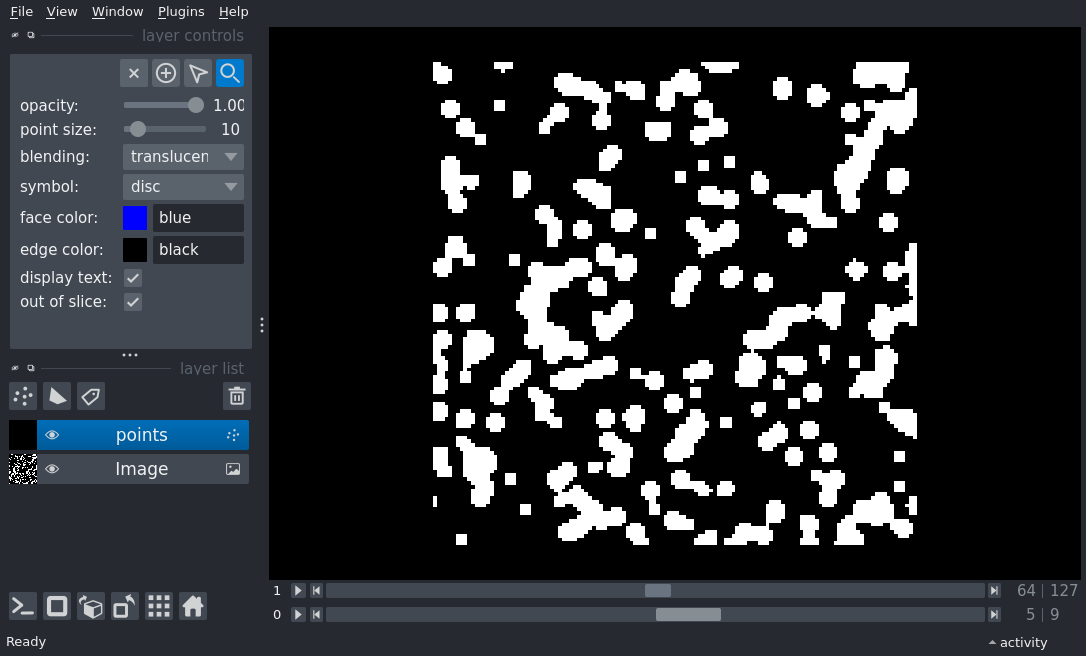 File View Window Plugins Help
layer controls
opacity: 1.00
point size: 10
blending: translucen
symbol: disc
face color: blue
edge color: black
display text:
out of slice:
layer list
points
Image
1 64 127
0 5 9
Ready activity